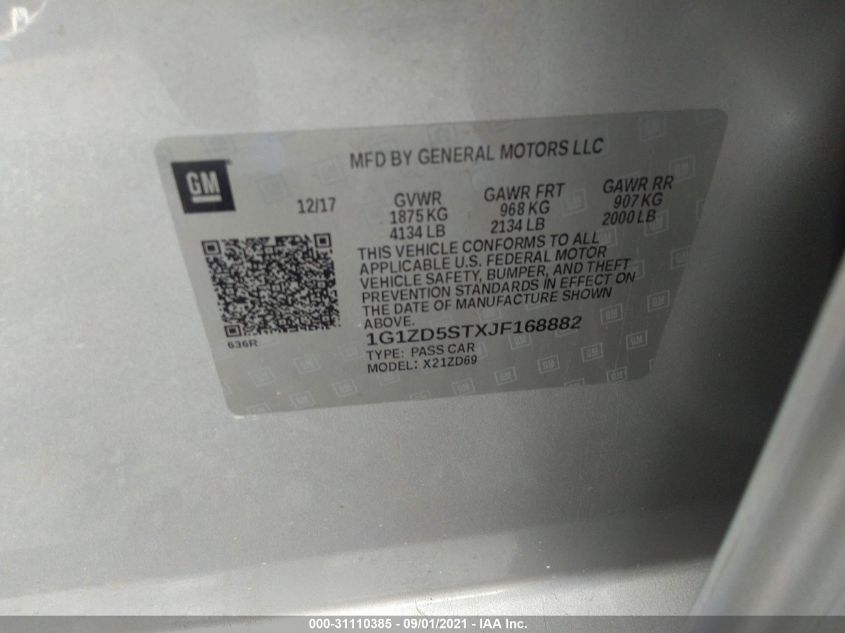 GM
MFD BY GENERAL MOTORS LLC
12/17
GVWR GAWR FRT GAWR RR
1875 KG 968 KG 907 KG
4134 LB 2134 LB 2000 LB
THIS VEHICLE CONFORMS TO ALL
APPLICABLE U.S. FEDERAL MOTOR
VEHICLE SAFETY, BUMPER, AND THEFT
PREVENTION STANDARDS IN EFFECT ON
THE DATE OF MANUFACTURE SHOWN
ABOVE.
1G1ZD5STXJF168882
TYPE: PASS CAR
MODEL: X21ZD69
636R
000-31110385 - 09/01/2021 - IAA Inc.